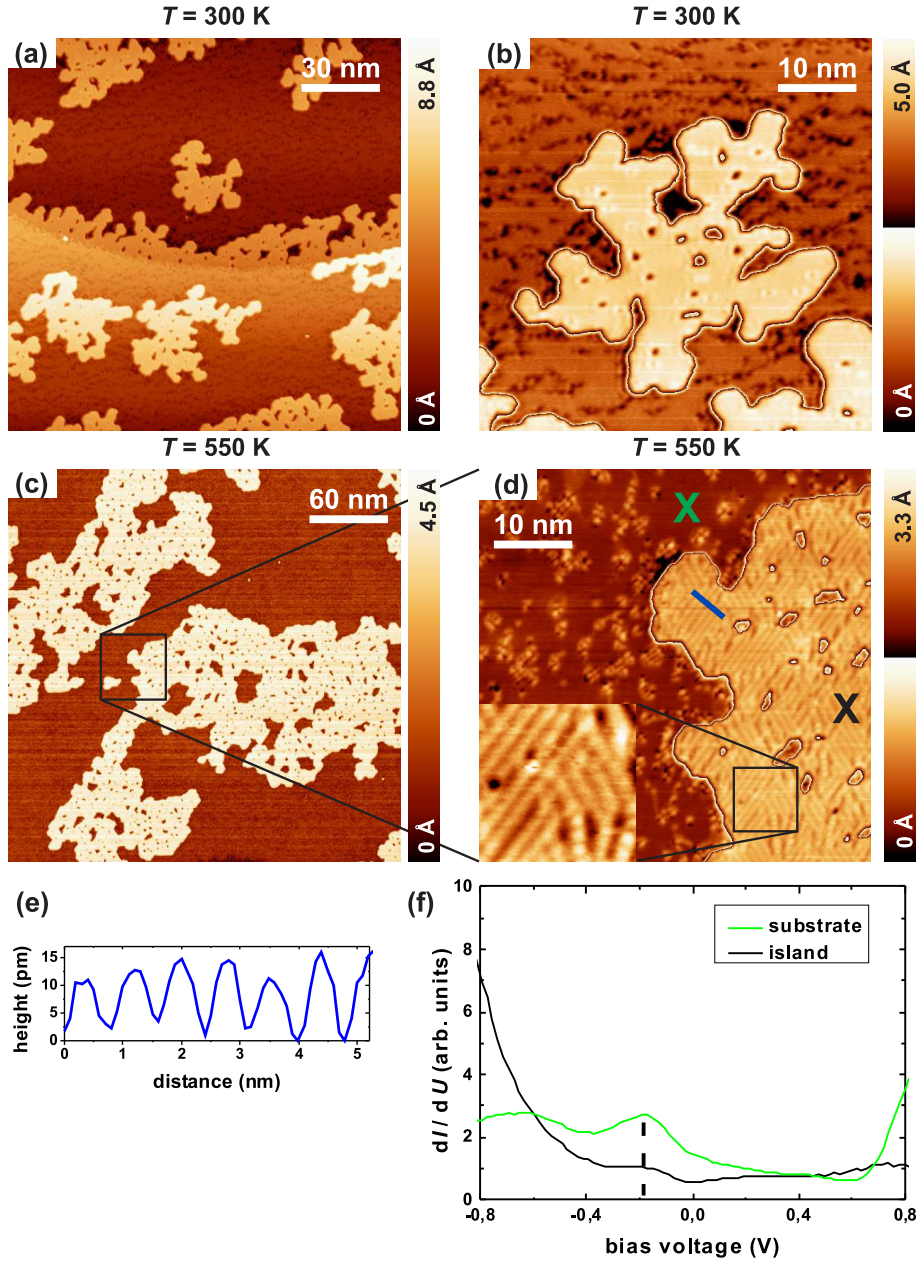 T = 300 K
T = 300 K
(a)
30 nm
8.8 Å
0 Å
(b)
10 nm
5.0 Å
0 Å
T = 550 K
T = 550 K
(c)
60 nm
4.5 Å
0 Å
(d)
10 nm
X
X
3.3 Å
0 Å
(e)
height (pm)
15
10
5
0
0 1 2 3 4 5
distance (nm)
(f)
dI / dU (arb. units)
10
8
6
4
2
0
substrate
island
-0,8 -0,4 0,0 0,4 0,8
bias voltage (V)